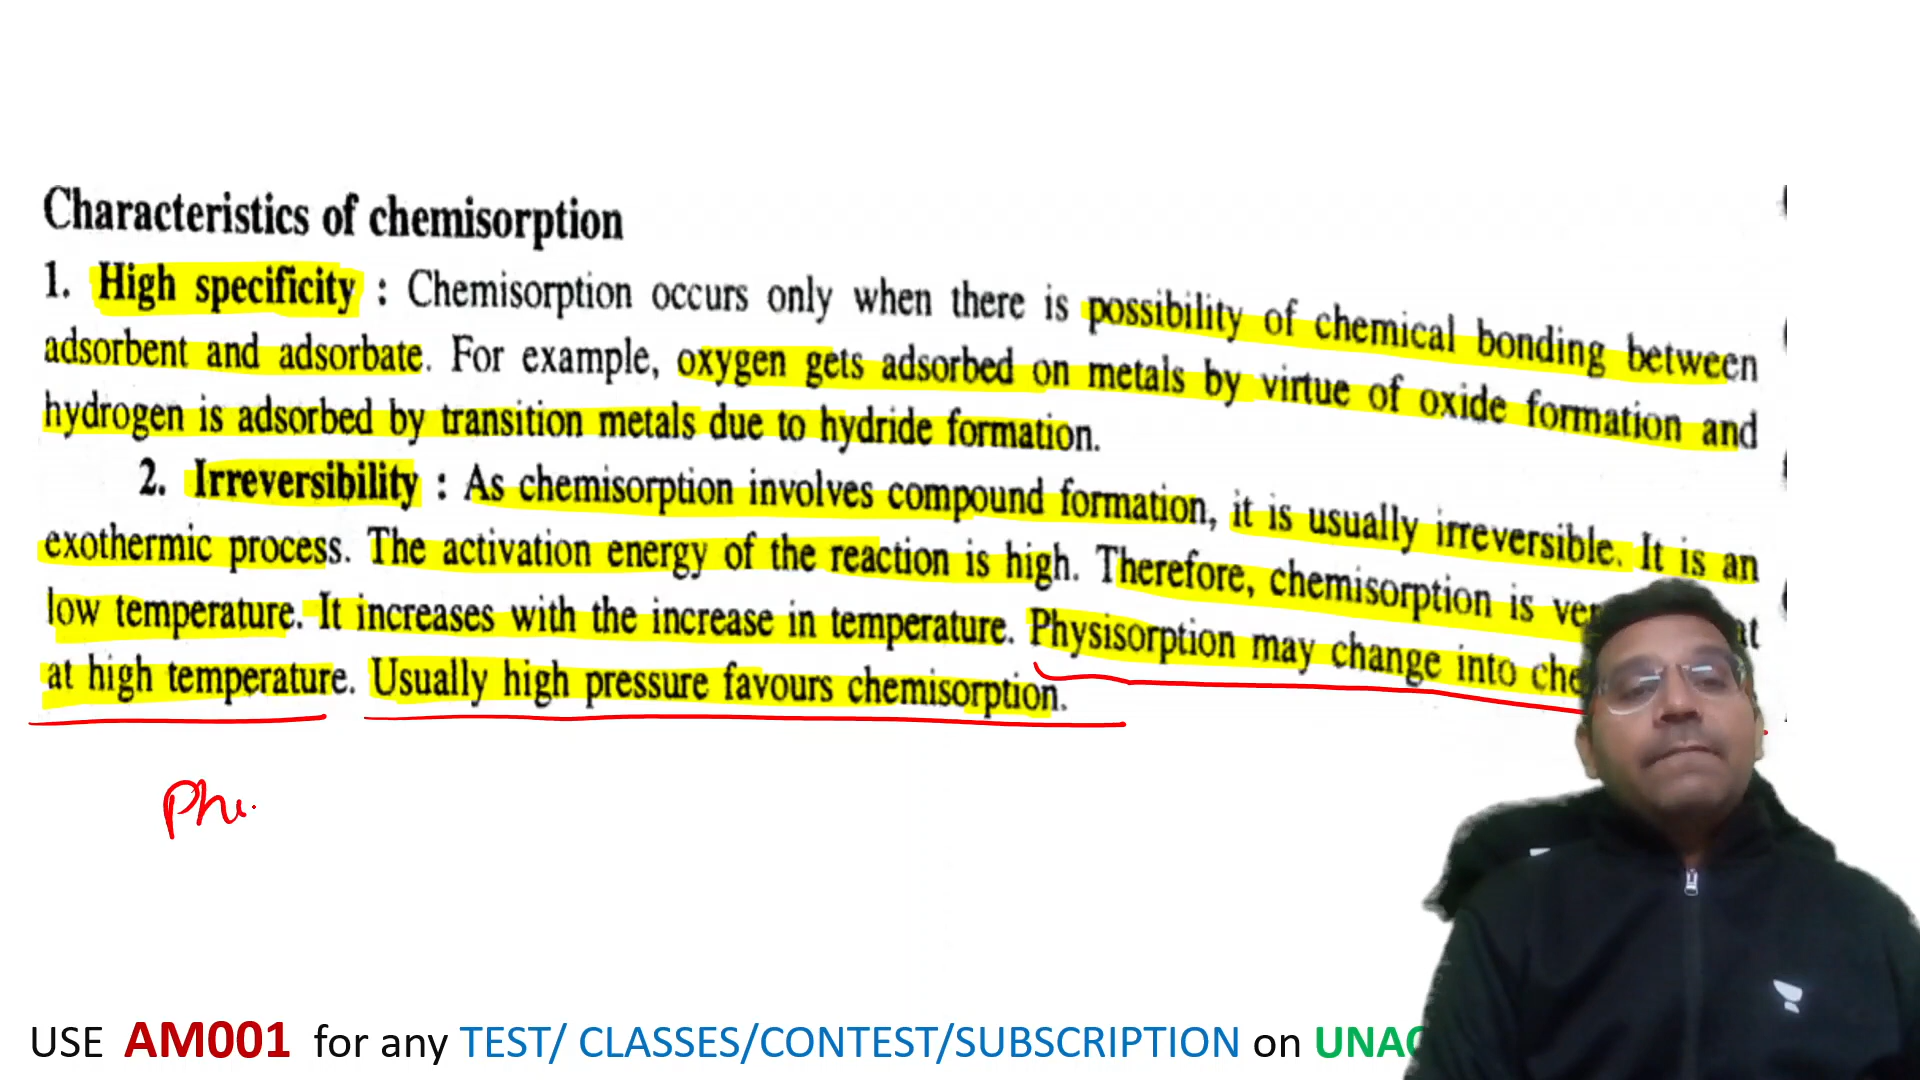 Characteristics of chemisorption
1. High specificity : Chemisorption occurs only when there is possibility of chemical bonding between
adsorbent and adsorbate. For example, oxygen gets adsorbed on metals by virtue of oxide formation and
hydrogen is adsorbed by transition metals due to hydride formation.
2. Irreversibility : As chemisorption involves compound formation, it is usually irreversible. It is an
exothermic process. The activation energy of the reaction is high. Therefore, chemisorption is
low temperature. It increases with the increase in temperature. Physisorption may change into
at high temperature. Usually high pressure favours chemisorption.
USE AM001 for any TEST/ CLASSES/CONTEST/SUBSCRIPTION on